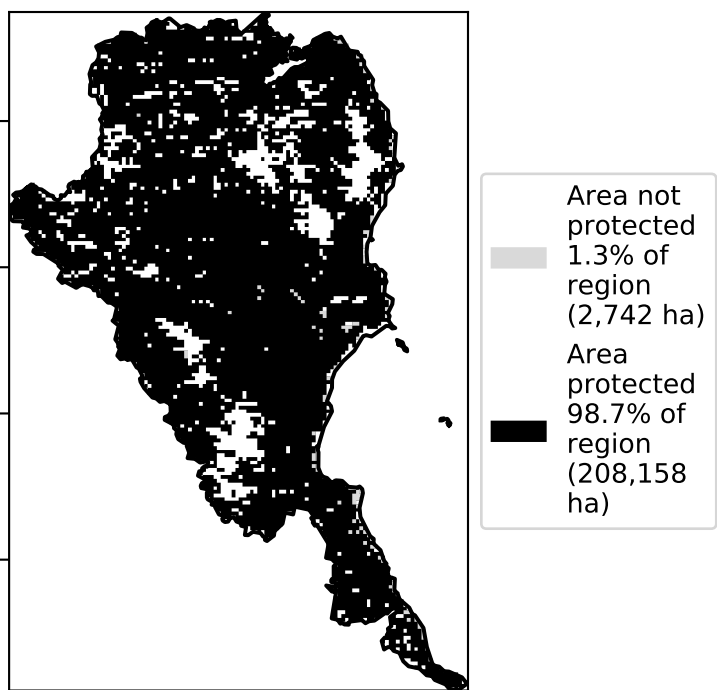 Area not
protected
1.3% of
region
(2,742 ha)
Area
protected
98.7% of
region
(208,158
ha)